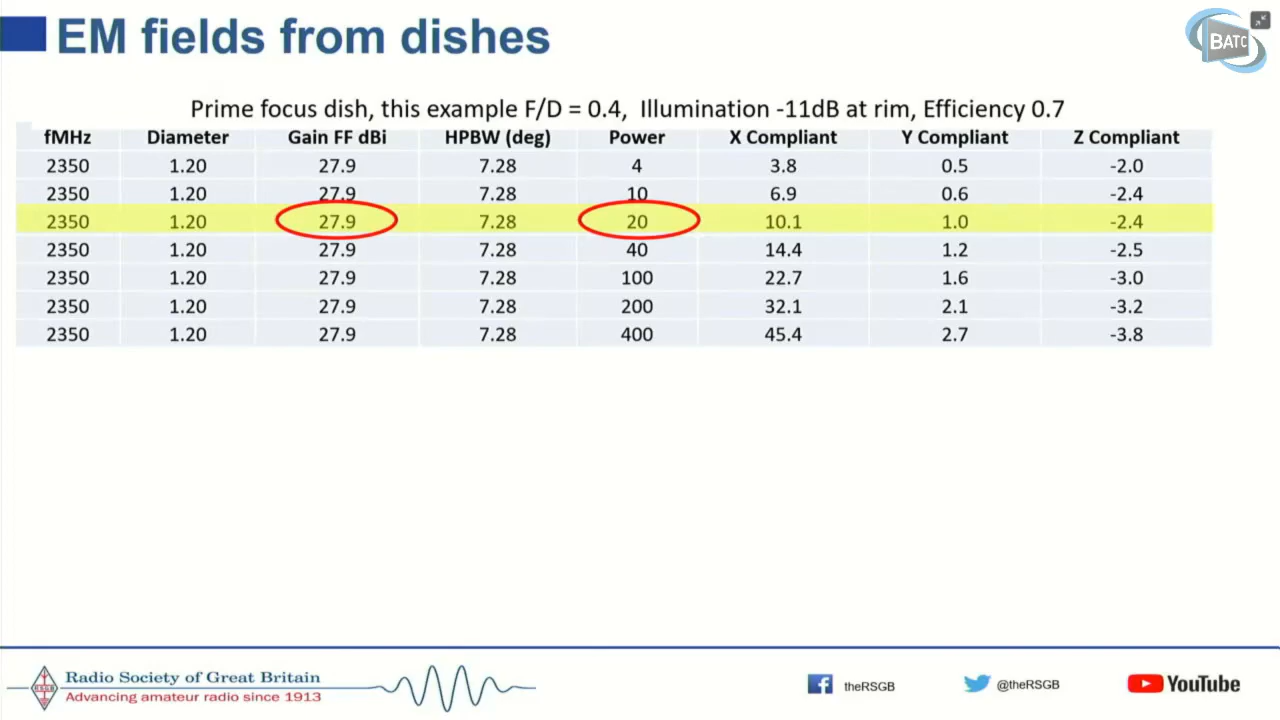 EM fields from dishes
BATC
Prime focus dish, this example F/D = 0.4, Illumination -11dB at rim, Efficiency 0.7
fMHz Diameter Gain FF dBi HPBW (deg) Power X Compliant Y Compliant Z Compliant
2350 1.20 27.9 7.28 4 3.8 0.5 -2.0
2350 1.20 27.9 7.28 10 6.9 0.6 -2.4
2350 1.20 27.9 7.28 20 10.1 1.0 -2.4
2350 1.20 27.9 7.28 40 14.4 1.2 -2.5
2350 1.20 27.9 7.28 100 22.7 1.6 -3.0
2350 1.20 27.9 7.28 200 32.1 2.1 -3.2
2350 1.20 27.9 7.28 400 45.4 2.7 -3.8
RSGB
Radio Society of Great Britain
Advancing amateur radio since 1913
theRSGB
@theRSGB
YouTube